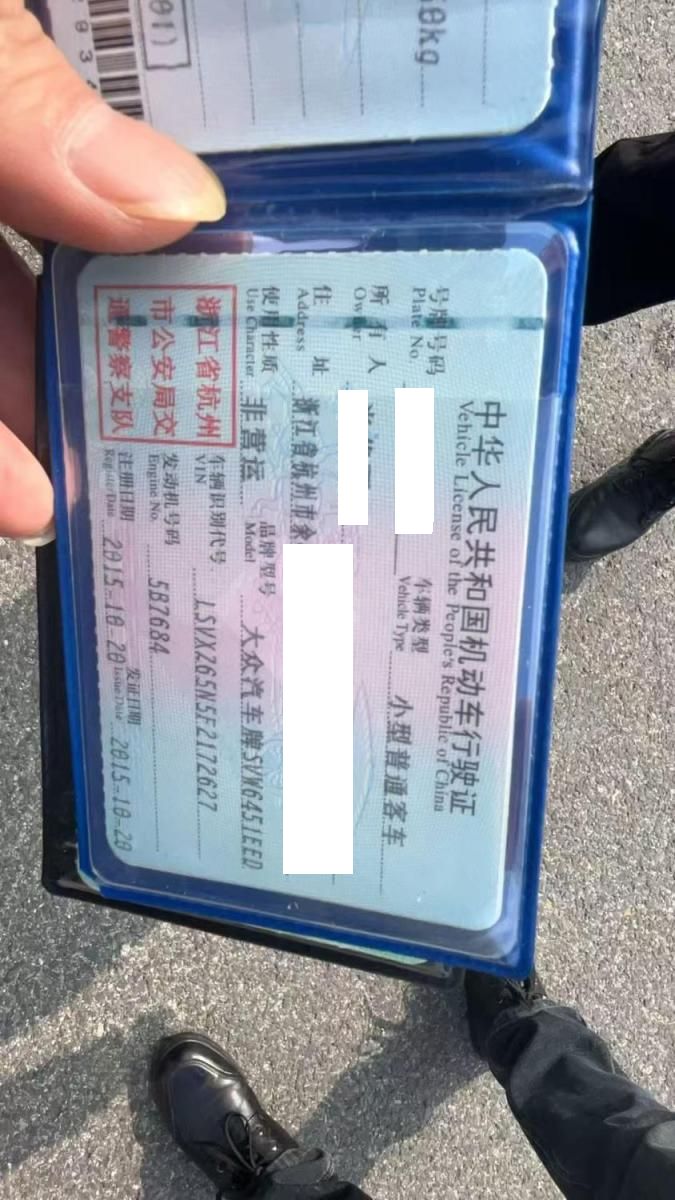 中华人民共和国机动车行驶证
Vehicle License of the People's Republic of China
号牌号码
Plate No.
车辆类型
Vehicle Type
小型普通客车
所有人
Owner
住址
Address
浙江省杭州市余
使用性质
Use Character
非营运
品牌型号
Model
大众汽车牌SVW6451EED
浙江省杭州
市公安局交
通警察支队
车辆识别代号
VIN
LSVXZ65N5F2172627
发动机号码
Engine No.
5B7684
注册日期
Register Date
2015-10-20
发证日期
Issue Date
2015-10-20